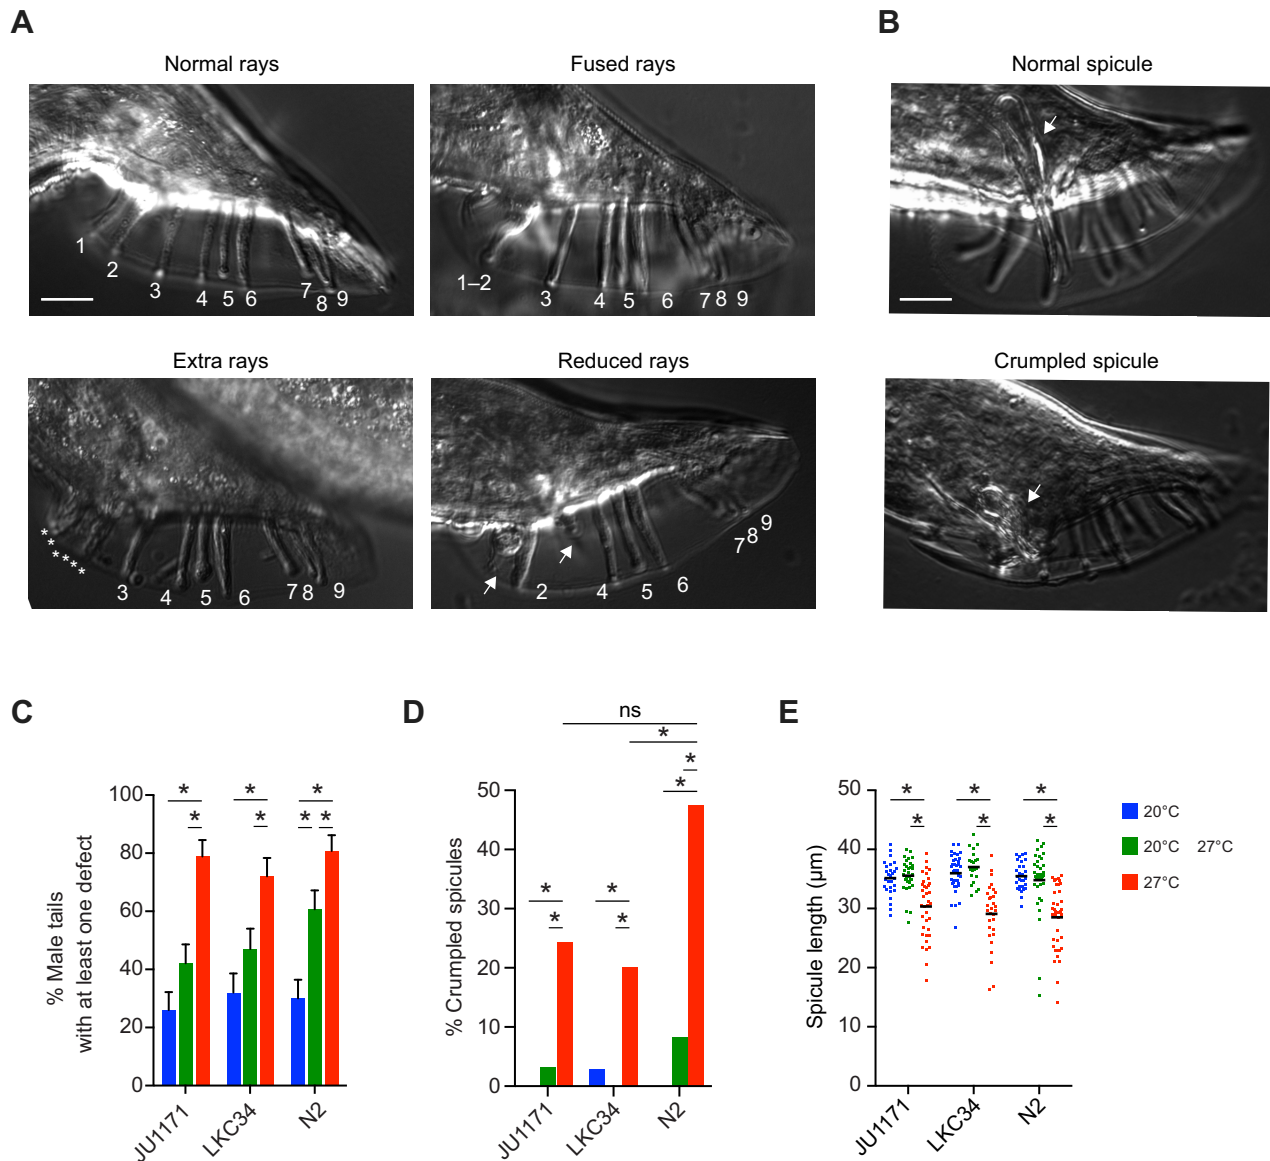 A
B
Normal rays
Fused rays
Normal spicule
1
2
3
4
5
6
7
8
9
1–2
3
4
5
6
7
8
9
Extra rays
Reduced rays
Crumpled spicule
* * * * * *
3
4
5
6
7
8
9
2
4
5
6
7
8
9
C
D
E
% Male tails
with at least one defect
100
80
60
40
20
0
* * * * * * *
JU1171
LKC34
N2
% Crumpled spicules
50
40
30
20
10
0
ns
* * * * * * *
JU1171
LKC34
N2
Spicule length (µm)
50
40
30
20
10
0
* * * * * *
JU1171
LKC34
N2
20°C
20°C 27°C
27°C